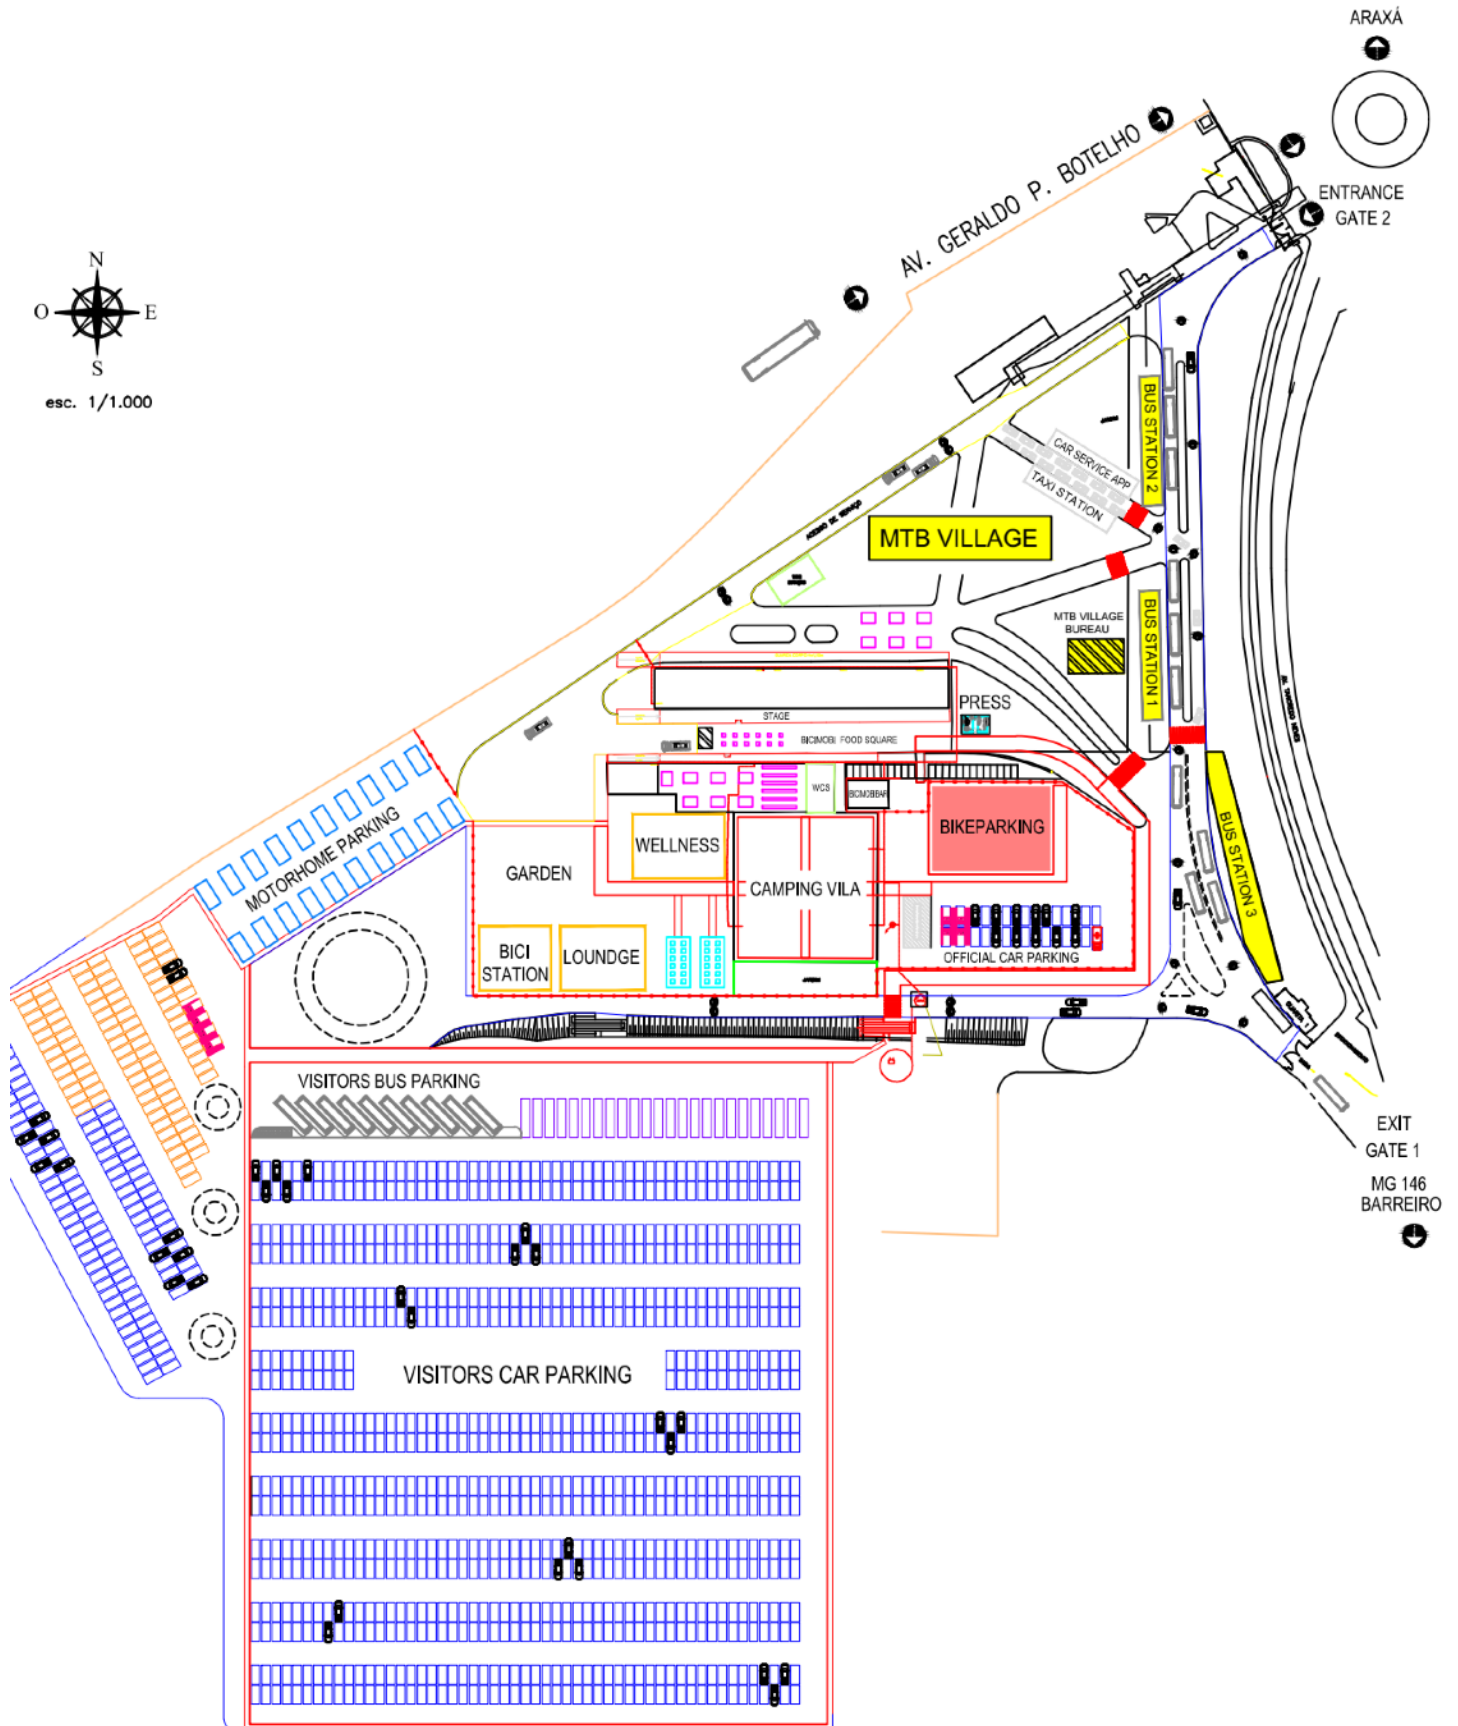 ARAXÁ
AV. GERALDO P. BOTELHO
ENTRANCE
GATE 2
N
O E
S
esc. 1/1.000
BUS STATION 2
CAR SERVICE APP
TAXI STATION
MTB VILLAGE
MTB VILLAGE
BUREAU
BUS STATION 1
PRESS
STAGE
BICIMOBI FOOD SQUARE
MOTORHOME PARKING
WCS
BICIMOBI BAR
BIKEPARKING
WELLNESS
GARDEN
CAMPING VILA
BUS STATION 3
BICI
STATION
LOUNDGE
OFFICIAL CAR PARKING
VISITORS BUS PARKING
EXIT
GATE 1
MG 146
BARREIRO
VISITORS CAR PARKING